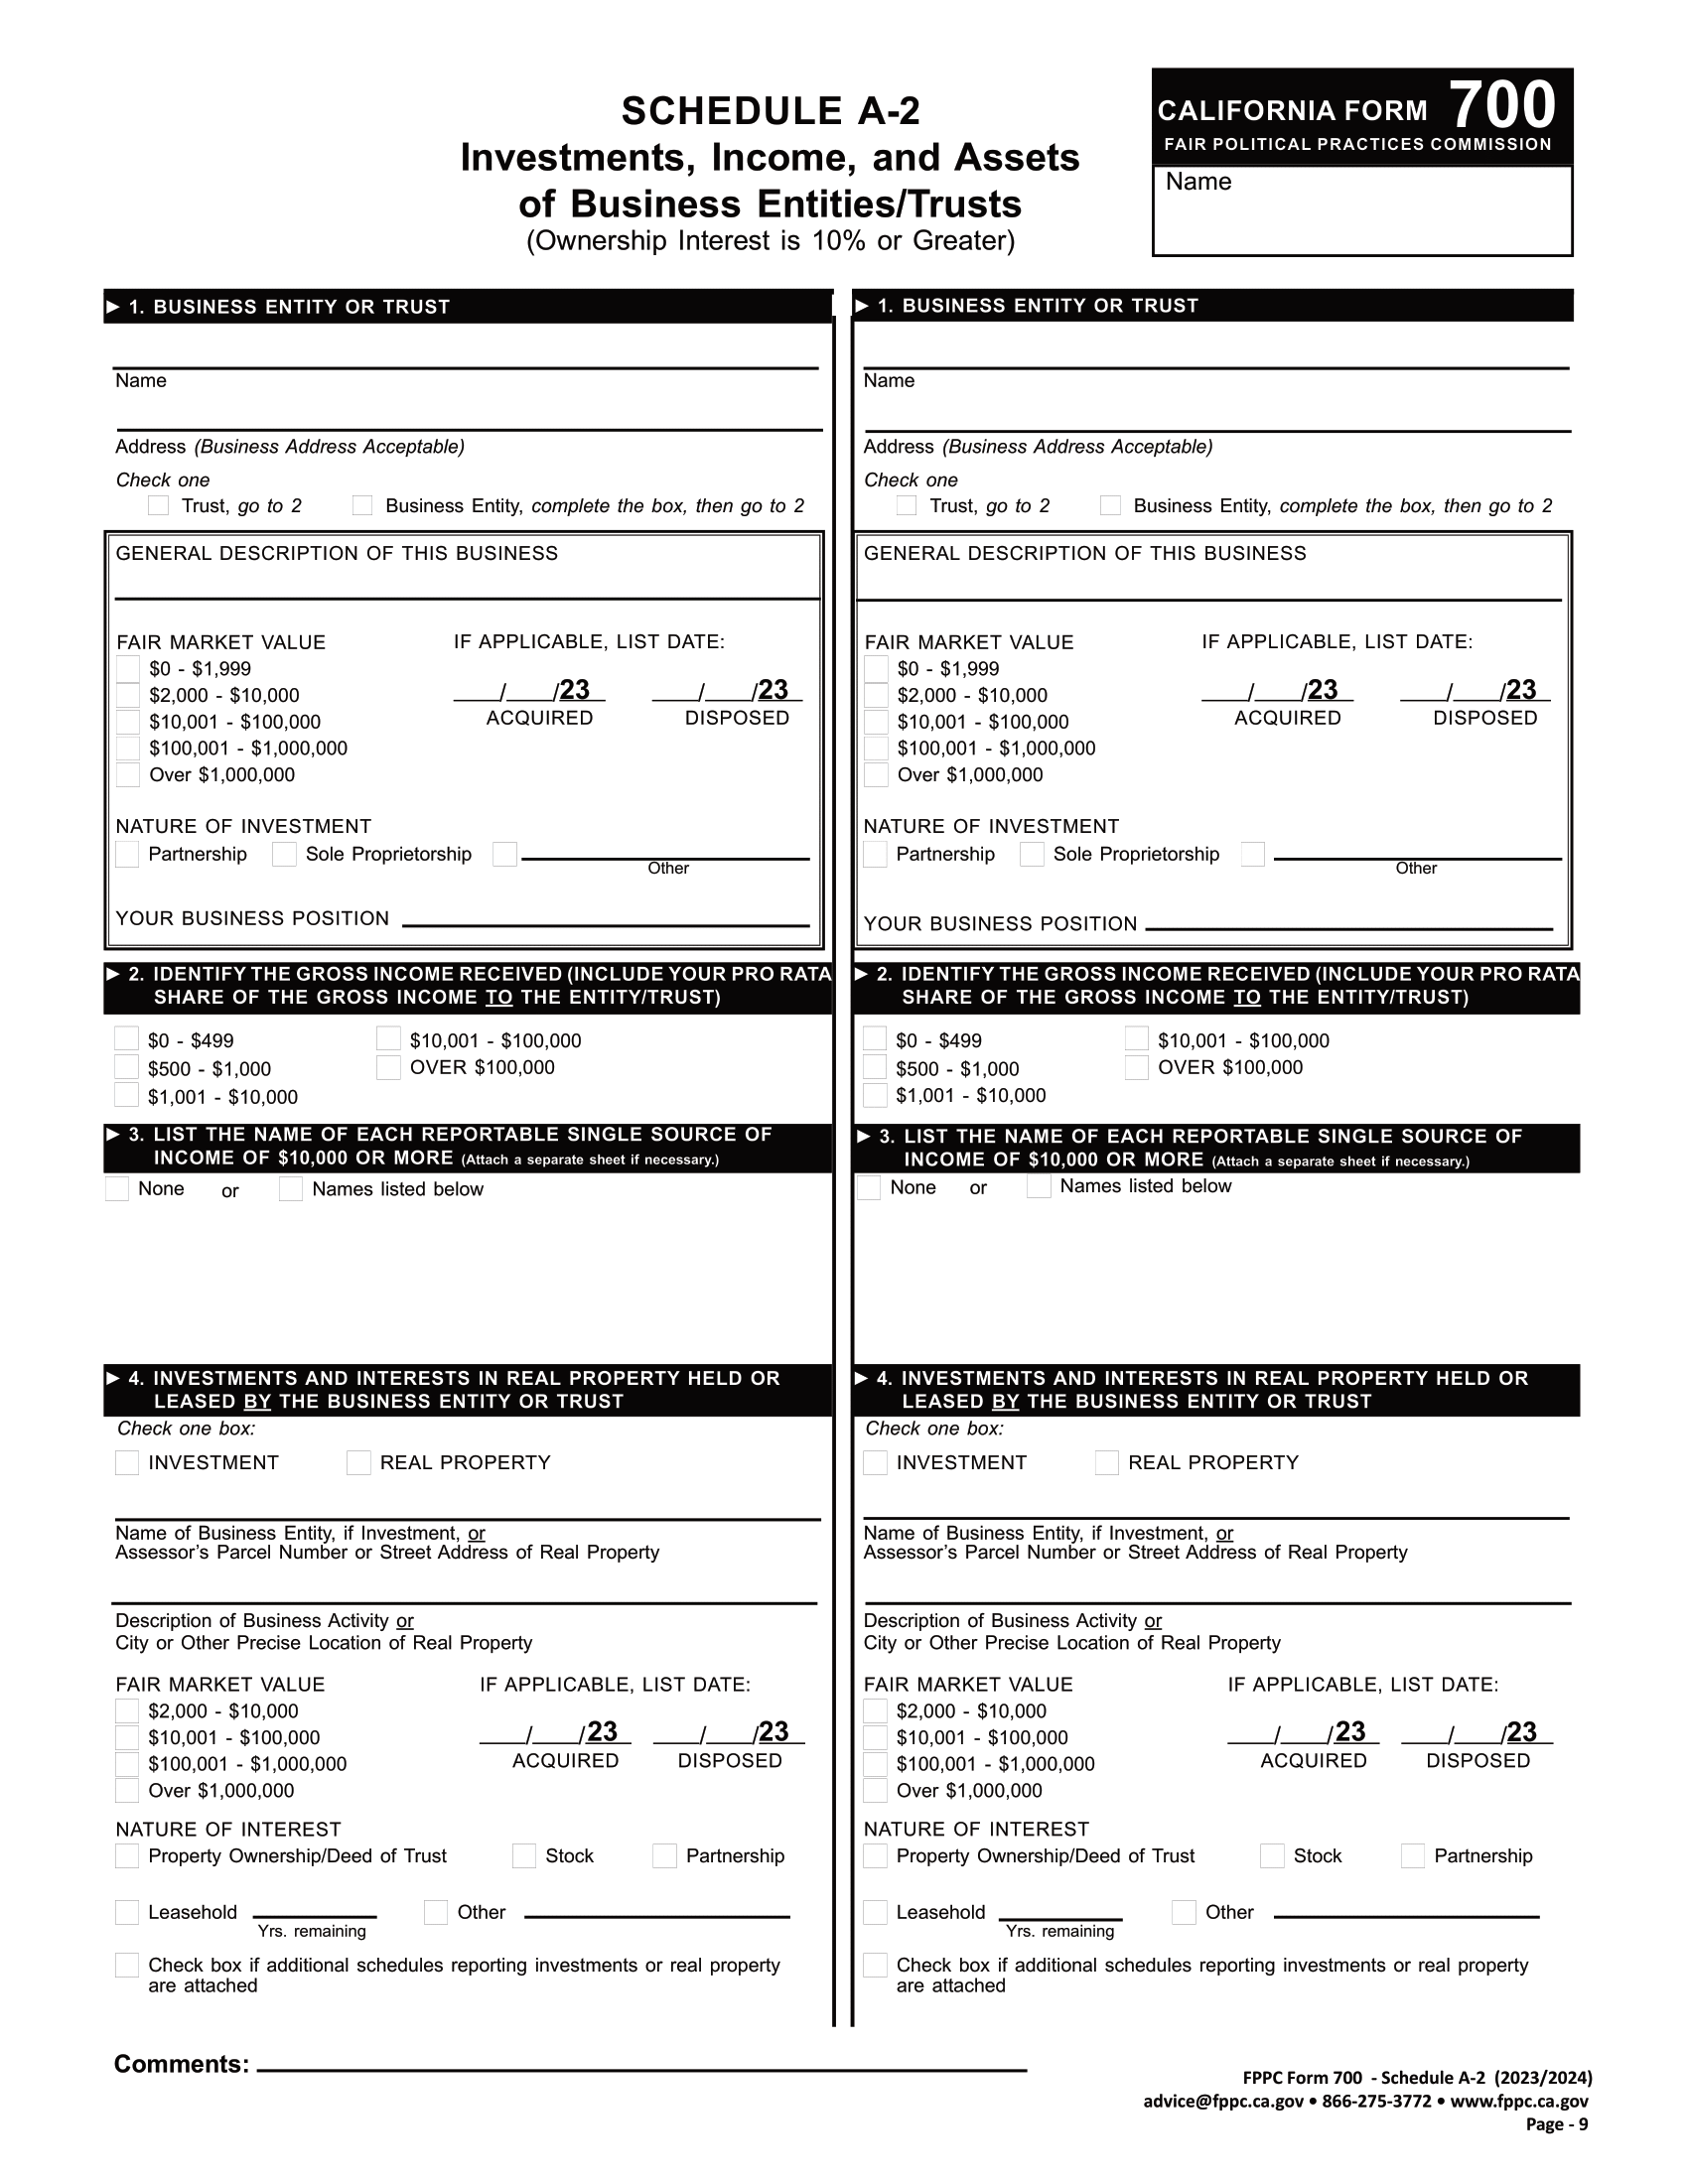 SCHEDULE A-2
Investments, Income, and Assets
of Business Entities/Trusts
(Ownership Interest is 10% or Greater)
CALIFORNIA FORM 700
FAIR POLITICAL PRACTICES COMMISSION
Name
► 1. BUSINESS ENTITY OR TRUST
Name
Address (Business Address Acceptable)
Check one
Trust, go to 2 Business Entity, complete the box, then go to 2
GENERAL DESCRIPTION OF THIS BUSINESS
FAIR MARKET VALUE IF APPLICABLE, LIST DATE:
$0 - $1,999
$2,000 - $10,000 ____/____/23 ____/____/23
$10,001 - $100,000 ACQUIRED DISPOSED
$100,001 - $1,000,000
Over $1,000,000
NATURE OF INVESTMENT
Partnership Sole Proprietorship
Other
YOUR BUSINESS POSITION
► 2. IDENTIFY THE GROSS INCOME RECEIVED (INCLUDE YOUR PRO RATA
SHARE OF THE GROSS INCOME TO THE ENTITY/TRUST)
$0 - $499 $10,001 - $100,000
$500 - $1,000 OVER $100,000
$1,001 - $10,000
► 3. LIST THE NAME OF EACH REPORTABLE SINGLE SOURCE OF
INCOME OF $10,000 OR MORE (Attach a separate sheet if necessary.)
None or Names listed below
► 4. INVESTMENTS AND INTERESTS IN REAL PROPERTY HELD OR
LEASED BY THE BUSINESS ENTITY OR TRUST
Check one box:
INVESTMENT REAL PROPERTY
Name of Business Entity, if Investment, or
Assessor's Parcel Number or Street Address of Real Property
Description of Business Activity or
City or Other Precise Location of Real Property
FAIR MARKET VALUE IF APPLICABLE, LIST DATE:
$2,000 - $10,000
$10,001 - $100,000 ____/____/23 ____/____/23
$100,001 - $1,000,000 ACQUIRED DISPOSED
Over $1,000,000
NATURE OF INTEREST
Property Ownership/Deed of Trust Stock Partnership
Leasehold Other
Yrs. remaining
Check box if additional schedules reporting investments or real property
are attached
► 1. BUSINESS ENTITY OR TRUST
Name
Address (Business Address Acceptable)
Check one
Trust, go to 2 Business Entity, complete the box, then go to 2
GENERAL DESCRIPTION OF THIS BUSINESS
FAIR MARKET VALUE IF APPLICABLE, LIST DATE:
$0 - $1,999
$2,000 - $10,000 ____/____/23 ____/____/23
$10,001 - $100,000 ACQUIRED DISPOSED
$100,001 - $1,000,000
Over $1,000,000
NATURE OF INVESTMENT
Partnership Sole Proprietorship
Other
YOUR BUSINESS POSITION
► 2. IDENTIFY THE GROSS INCOME RECEIVED (INCLUDE YOUR PRO RATA
SHARE OF THE GROSS INCOME TO THE ENTITY/TRUST)
$0 - $499 $10,001 - $100,000
$500 - $1,000 OVER $100,000
$1,001 - $10,000
► 3. LIST THE NAME OF EACH REPORTABLE SINGLE SOURCE OF
INCOME OF $10,000 OR MORE (Attach a separate sheet if necessary.)
None or Names listed below
► 4. INVESTMENTS AND INTERESTS IN REAL PROPERTY HELD OR
LEASED BY THE BUSINESS ENTITY OR TRUST
Check one box:
INVESTMENT REAL PROPERTY
Name of Business Entity, if Investment, or
Assessor's Parcel Number or Street Address of Real Property
Description of Business Activity or
City or Other Precise Location of Real Property
FAIR MARKET VALUE IF APPLICABLE, LIST DATE:
$2,000 - $10,000
$10,001 - $100,000 ____/____/23 ____/____/23
$100,001 - $1,000,000 ACQUIRED DISPOSED
Over $1,000,000
NATURE OF INTEREST
Property Ownership/Deed of Trust Stock Partnership
Leasehold Other
Yrs. remaining
Check box if additional schedules reporting investments or real property
are attached
Comments:
FPPC Form 700 - Schedule A-2 (2023/2024)
advice@fppc.ca.gov • 866-275-3772 • www.fppc.ca.gov
Page - 9